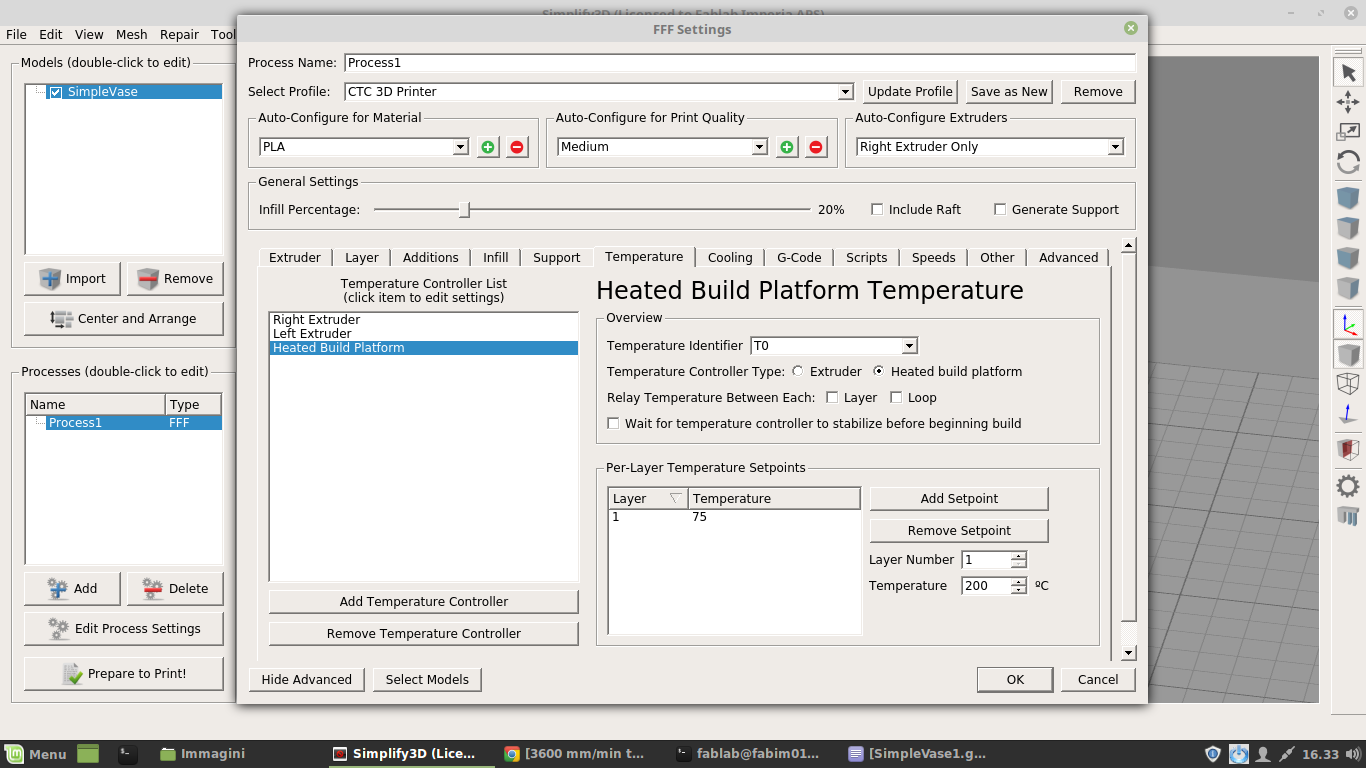 Simplify3D (Licensed to Fablab Imperia APS)
File Edit View Mesh Repair Tool
Models (double-click to edit)
SimpleVase
Import Remove
Center and Arrange
Processes (double-click to edit)
Name Type
Process1 FFF
Add Delete
Edit Process Settings
Prepare to Print!
FFF Settings
Process Name: Process1
Select Profile: CTC 3D Printer Update Profile Save as New Remove
Auto-Configure for Material Auto-Configure for Print Quality Auto-Configure Extruders
PLA Medium Right Extruder Only
General Settings
Infill Percentage: 20% Include Raft Generate Support
Extruder Layer Additions Infill Support Temperature Cooling G-Code Scripts Speeds Other Advanced
Temperature Controller List
(click item to edit settings)
Right Extruder
Left Extruder
Heated Build Platform
Add Temperature Controller
Remove Temperature Controller
Heated Build Platform Temperature
Overview
Temperature Identifier T0
Temperature Controller Type: Extruder Heated build platform
Relay Temperature Between Each: Layer Loop
Wait for temperature controller to stabilize before beginning build
Per-Layer Temperature Setpoints
Layer Temperature
1 75
Add Setpoint
Remove Setpoint
Layer Number 1
Temperature 200 ºC
Hide Advanced Select Models OK Cancel
Menu Immagini Simplify3D (Lice... [3600 mm/min t... fablab@fabim01... [SimpleVase1.g... 16.33